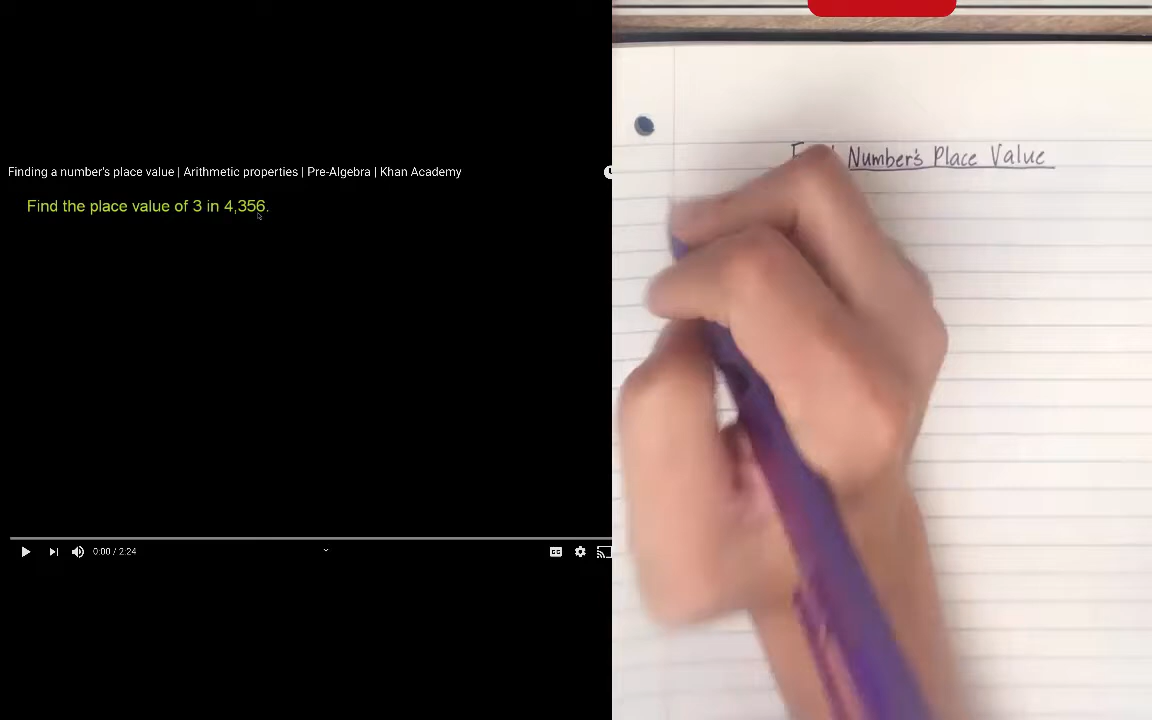 Finding a number's place value | Arithmetic properties | Pre-Algebra | Khan Academy
Find the place value of 3 in 4,356.
0:00 / 2:24
CC
Number's Place Value